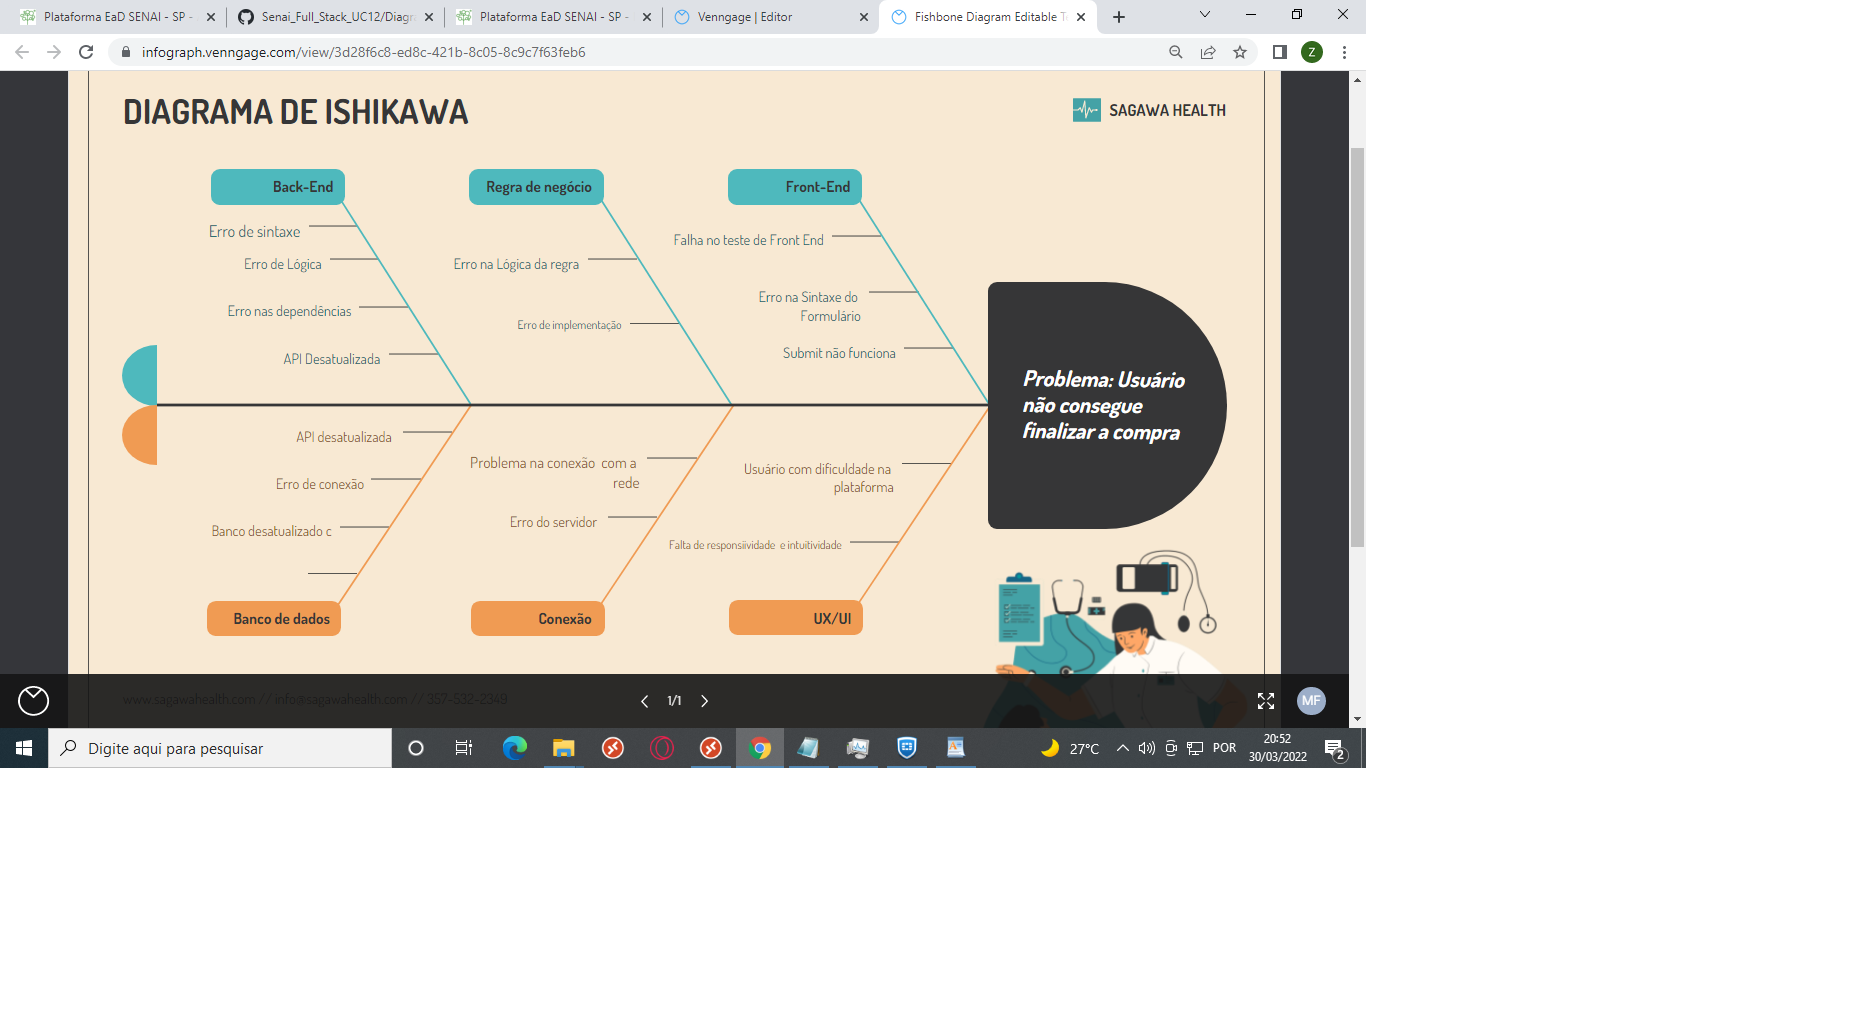 Plataforma EaD SENAI - SP -
Senai_Full_Stack_UC12/Diagr
Plataforma EaD SENAI - SP -
Venngage | Editor
Fishbone Diagram Editable T
infograph.venngage.com/view/3d28f6c8-ed8c-421b-8c05-8c9c7f63feb6
Z
DIAGRAMA DE ISHIKAWA
SAGAWA HEALTH
Back-End
Regra de negócio
Front-End
Erro de sintaxe
Erro de Lógica
Erro nas dependências
API Desatualizada
Erro na Lógica da regra
Erro de implementação
Falha no teste de Front End
Erro na Sintaxe do
Formulário
Submit não funciona
Problema: Usuário
não consegue
finalizar a compra
API desatualizada
Erro de conexão
Banco desatualizado c
Problema na conexão com a
rede
Erro do servidor
Usuário com dificuldade na
plataforma
Falta de responsiividade e intuitividade
Banco de dados
Conexão
UX/UI
www.sagawahealth.com // info@sagawahealth.com // 357-532-2349
1/1
MF
Digite aqui para pesquisar
27°C
POR
20:52
30/03/2022
2